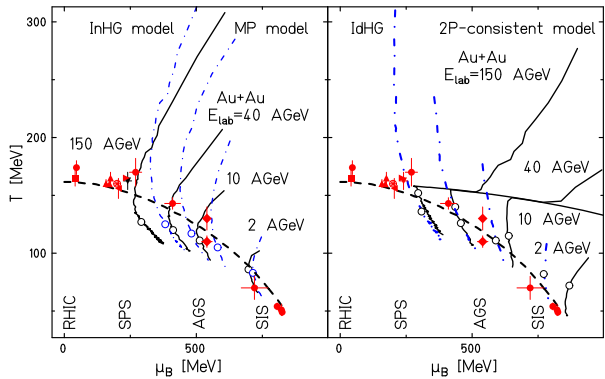 InHG model MP model
Au+Au
E_lab=40 AGeV
150 AGeV
10 AGeV
2 AGeV
RHIC SPS AGS SIS
300
200
100
T [MeV]
0 500
μ_B [MeV]
IdHG 2P-consistent model
Au+Au
E_lab=150 AGeV
40 AGeV
10 AGeV
2 AGeV
RHIC SPS AGS SIS
0 500
μ_B [MeV]